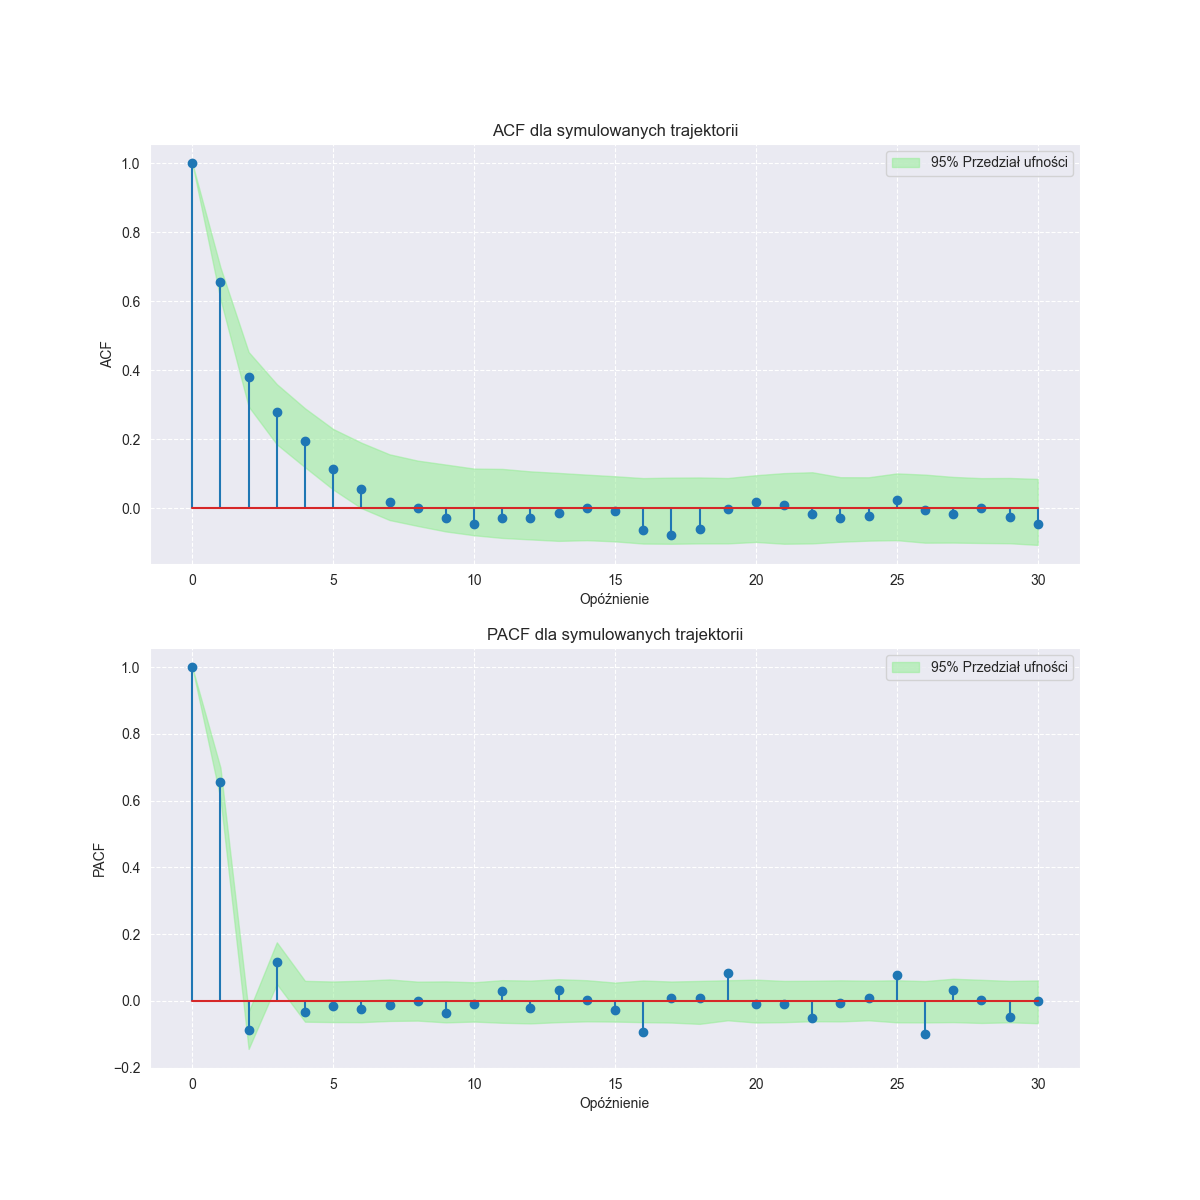 ACF dla symulowanych trajektorii
95% Przedział ufności
1.0
0.8
0.6
0.4
0.2
0.0
ACF
0 5 10 15 20 25 30
Opóźnienie
PACF dla symulowanych trajektorii
95% Przedział ufności
1.0
0.8
0.6
0.4
0.2
0.0
−0.2
PACF
0 5 10 15 20 25 30
Opóźnienie